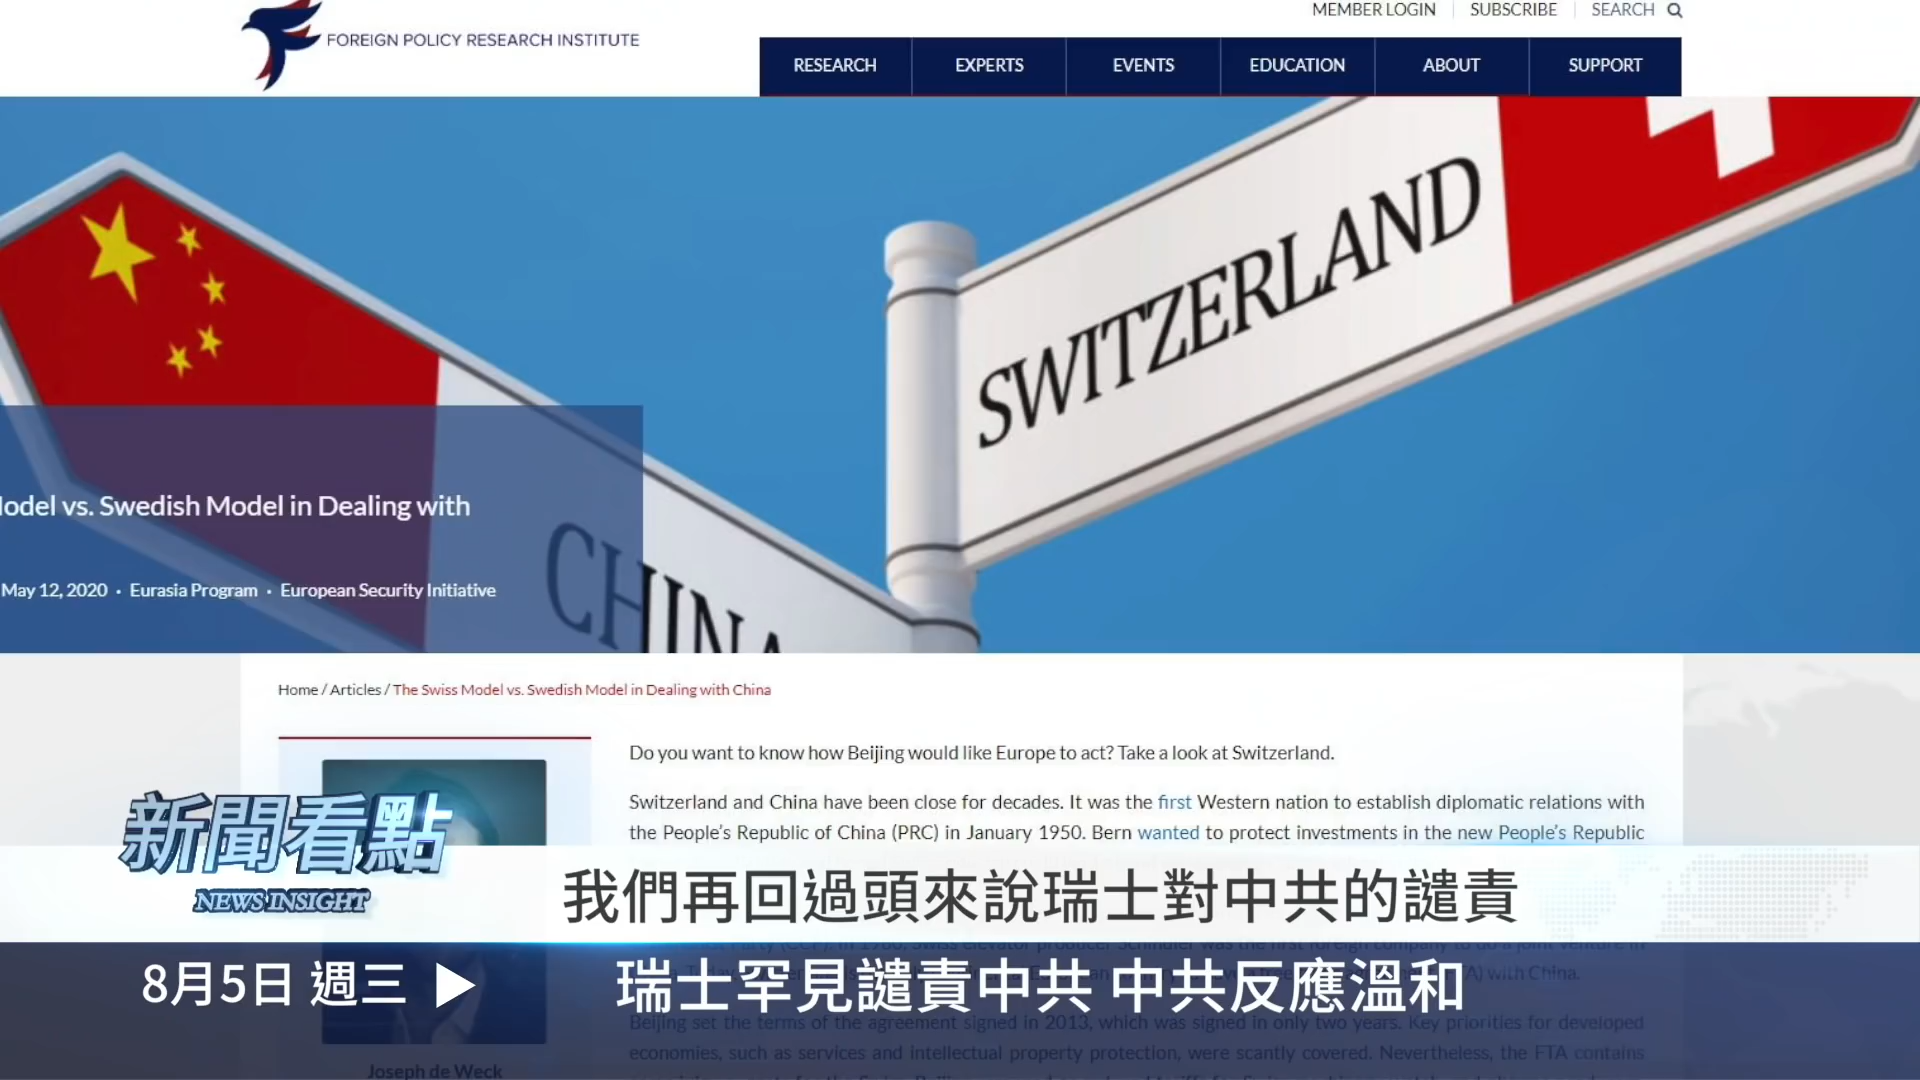 FOREIGN POLICY RESEARCH INSTITUTE
MEMBER LOGIN
SUBSCRIBE
SEARCH
RESEARCH
EXPERTS
EVENTS
EDUCATION
ABOUT
SUPPORT
SWITZERLAND
CHINA
odel vs. Swedish Model in Dealing with
May 12, 2020 · Eurasia Program · European Security Initiative
Home / Articles / The Swiss Model vs. Swedish Model in Dealing with China
Do you want to know how Beijing would like Europe to act? Take a look at Switzerland.
Switzerland and China have been close for decades. It was the first Western nation to establish diplomatic relations with
the People's Republic of China (PRC) in January 1950. Bern wanted to protect investments in the new People's Republic
新聞看點
NEWS INSIGHT
我們再回過頭來說瑞士對中共的譴責
8月5日 週三
瑞士罕見譴責中共 中共反應溫和
with China.
Beijing set the terms of the agreement signed in 2013, which was signed in only two years. Key priorities for developed
economies, such as services and intellectual property protection, were scantly covered. Nevertheless, the FTA contains
Joseph de Weck